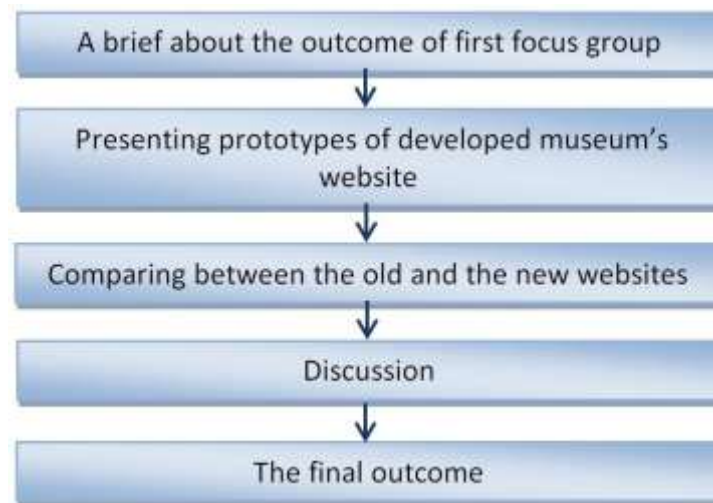 A brief about the outcome of first focus group
Presenting prototypes of developed museum’s
website
Comparing between the old and the new websites
Discussion
The final outcome